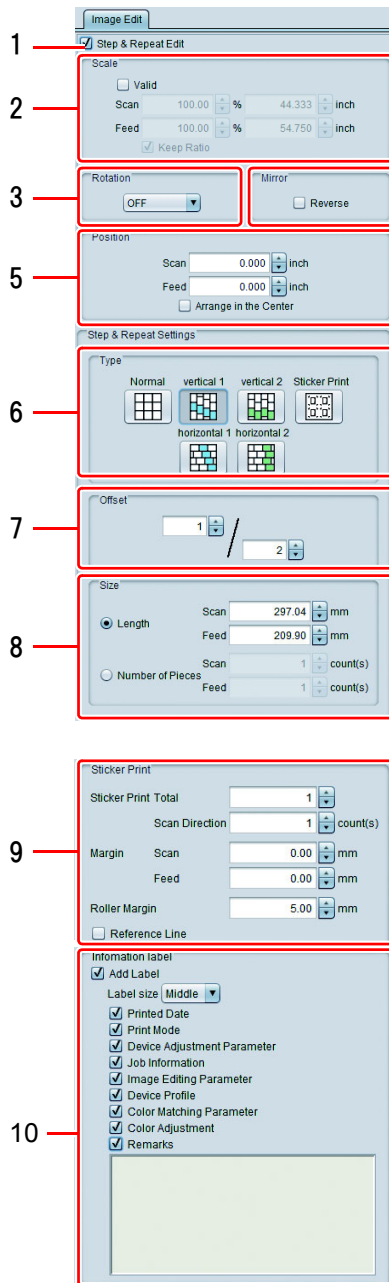 Image Edit
1
Step & Repeat Edit
Scale
2
Valid
Scan 100.00 % 44.333 inch
Feed 100.00 % 54.750 inch
Keep Ratio
Rotation Mirror
3
OFF Reverse
Position
5
Scan 0.000 inch
Feed 0.000 inch
Arrange in the Center
Step & Repeat Settings
Type
6
Normal vertical 1 vertical 2 Sticker Print
horizontal 1 horizontal 2
Offset
7
1 / 2
Size
8
Length Scan 297.04 mm
Feed 209.90 mm
Number of Pieces Scan 1 count(s)
Feed 1 count(s)
Sticker Print
9
Sticker Print Total 1
Scan Direction 1 count(s)
Margin Scan 0.00 mm
Feed 0.00 mm
Roller Margin 5.00 mm
Reference Line
Infomation label
10
Add Label
Label size Middle
Printed Date
Print Mode
Device Adjustment Parameter
Job Information
Image Editing Parameter
Device Profile
Color Matching Parameter
Color Adjustment
Remarks